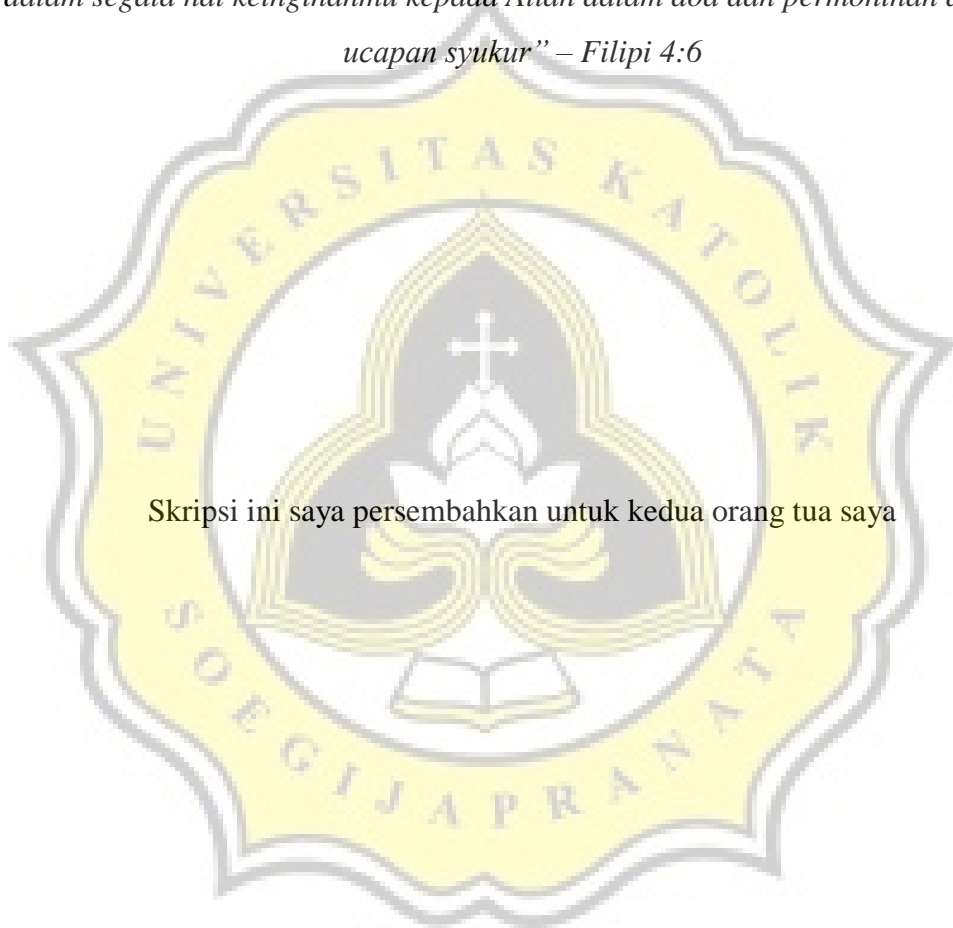 dalam segala hal keinginanmu kepada Allah dalam doa dan permohonan
ucapan syukur” – Filipi 4:6
UNIVERSITAS KATOLIK
Skripsi ini saya persembahkan untuk kedua orang tua saya
SOEGIJAPRANATA